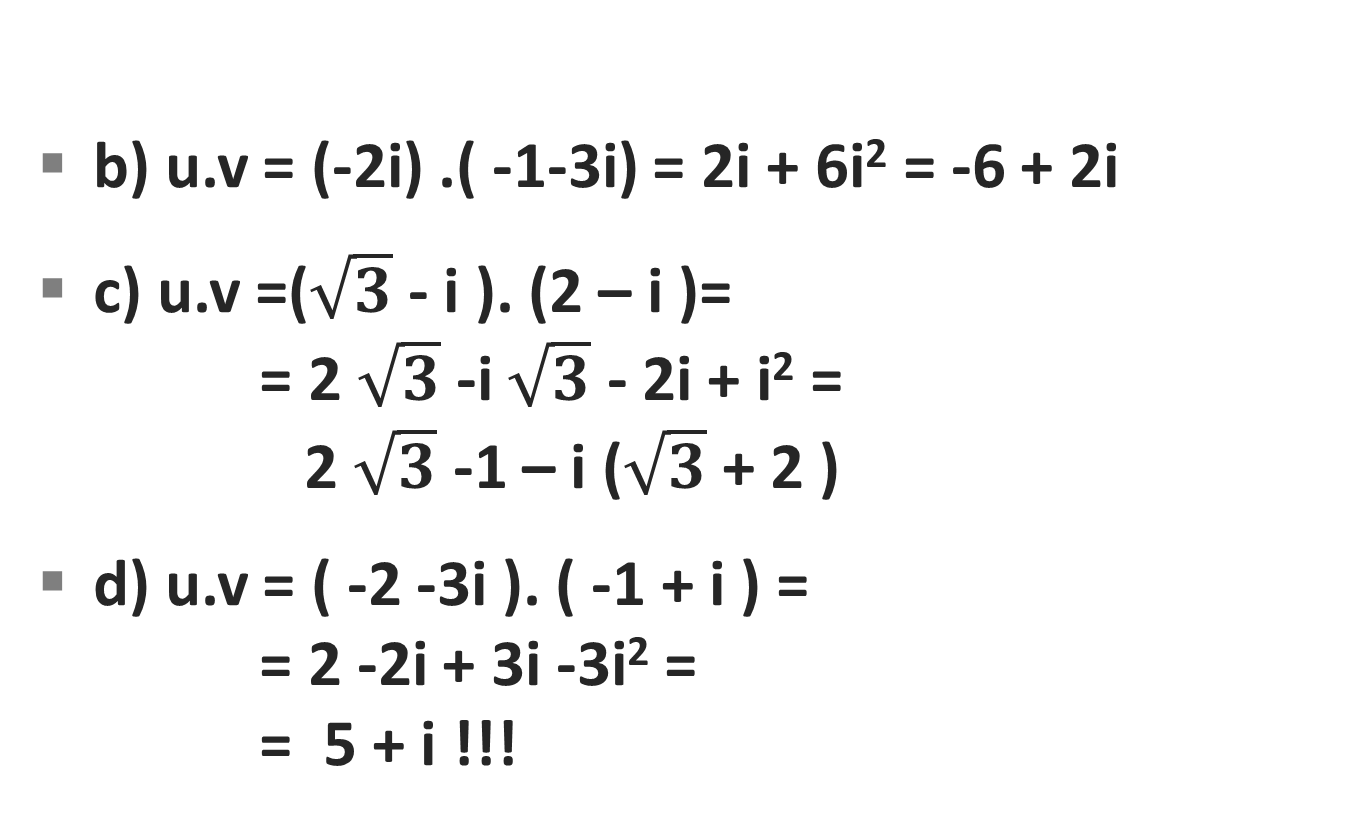 ▪ b) u.v = (-2i) .( -1-3i) = 2i + 6i² = -6 + 2i
▪ c) u.v =(√3 - i ). (2 – i )=
= 2 √3 -i √3 - 2i + i² =
2 √3 -1 – i (√3 + 2 )
▪ d) u.v = ( -2 -3i ). ( -1 + i ) =
= 2 -2i + 3i -3i² =
= 5 + i !!!